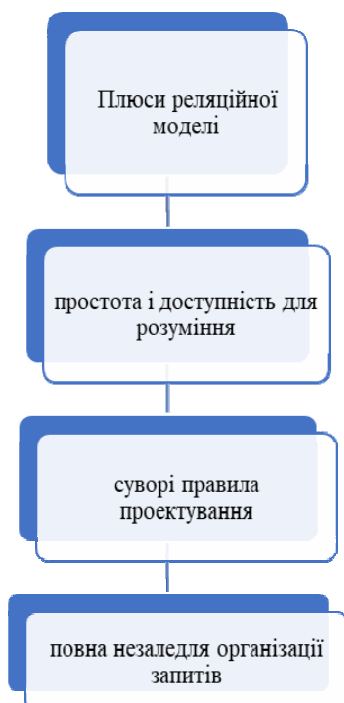 Плюси реляційної
моделі
простота і доступність для
розуміння
суворі правила
проектування
повна незаледля організації
запитів